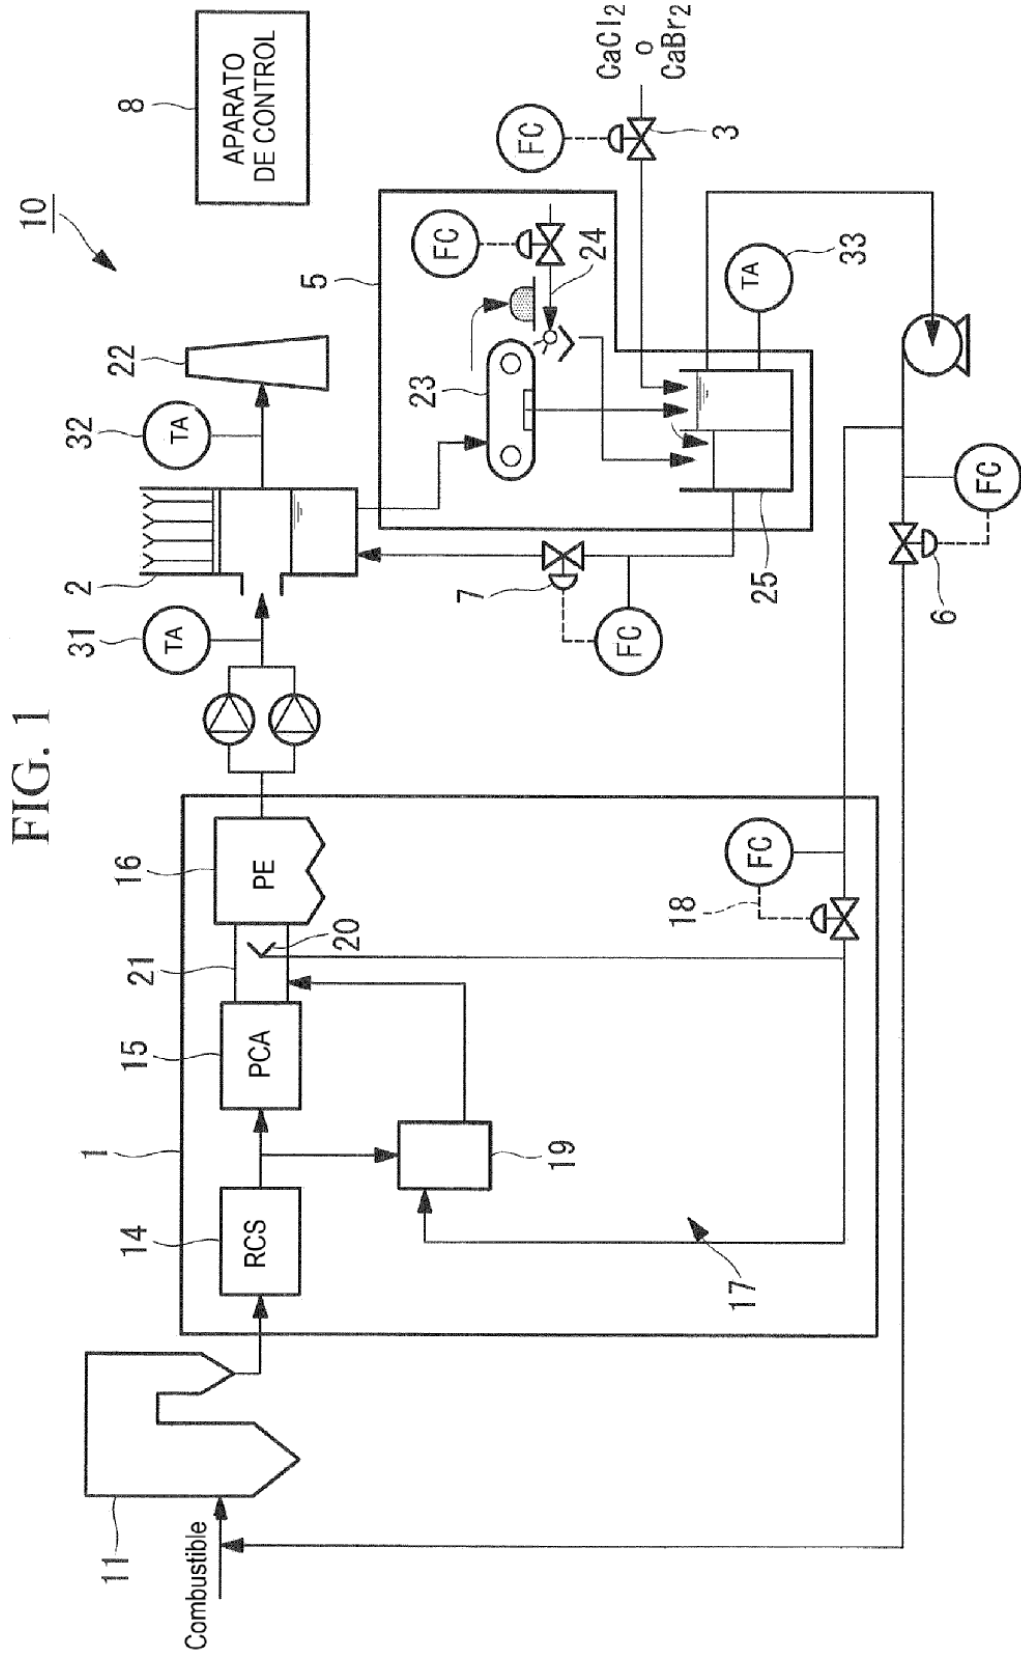 FIG. 1
10
8
APARATO
DE CONTROL
11
Combustible
1
14
RCS
15
PCA
21
20
16
PE
19
17
18
FC
31
TA
2
32
TA
22
5
23
24
FC
FC
3
CaCl2
o
CaBr2
7
FC
25
TA
33
6
FC